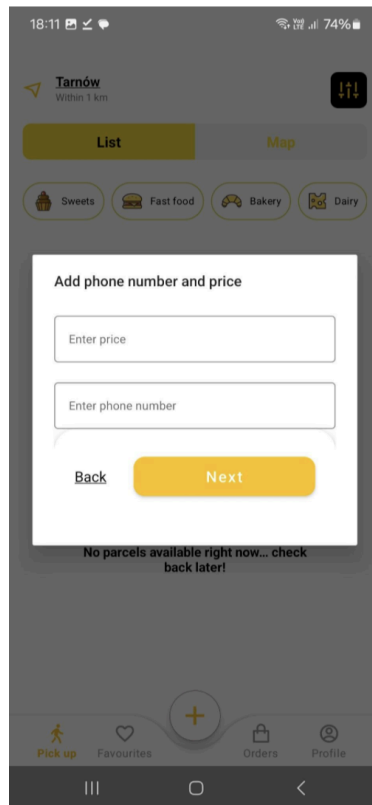 18:11
74%
Tarnów
Within 1 km
List
Map
Sweets
Fast food
Bakery
Dairy
Add phone number and price
Enter price
Enter phone number
Back
Next
No parcels available right now... check
back later!
Pick up
Favourites
Orders
Profile